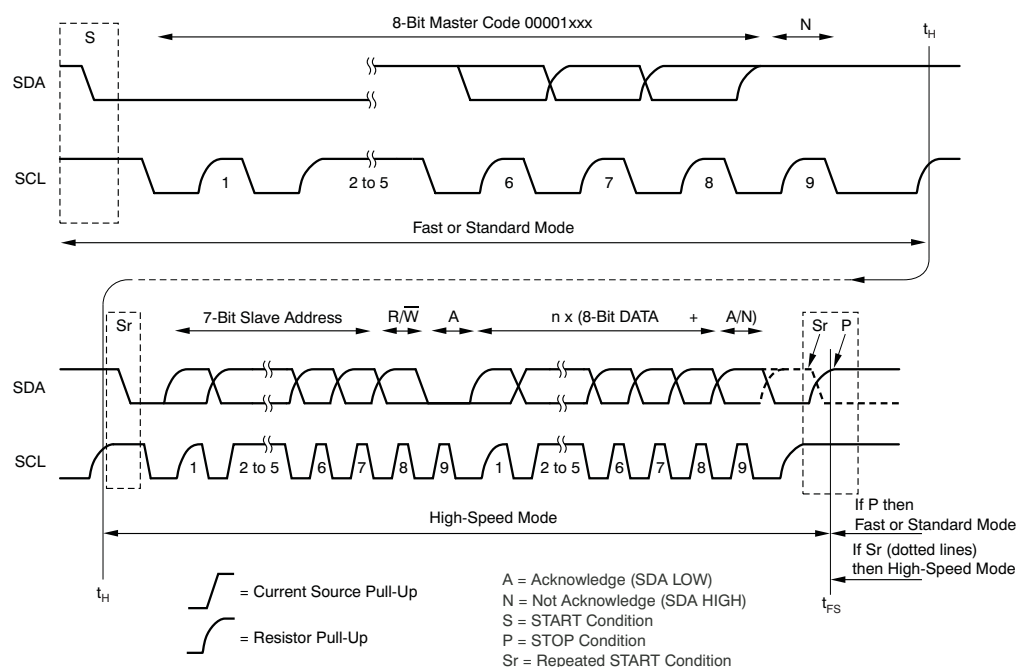 8-Bit Master Code 00001xxx
N
tH
S
SDA
SCL
1
2 to 5
6
7
8
9
Fast or Standard Mode
Sr
7-Bit Slave Address
R/W̅
A
n x (8-Bit DATA + A/N)
Sr
P
SDA
SCL
1
2 to 5
6
7
8
9
1
2 to 5
6
7
8
9
High-Speed Mode
If P then
Fast or Standard Mode
If Sr (dotted lines)
then High-Speed Mode
tH
tFS
= Current Source Pull-Up
= Resistor Pull-Up
A = Acknowledge (SDA LOW)
N = Not Acknowledge (SDA HIGH)
S = START Condition
P = STOP Condition
Sr = Repeated START Condition